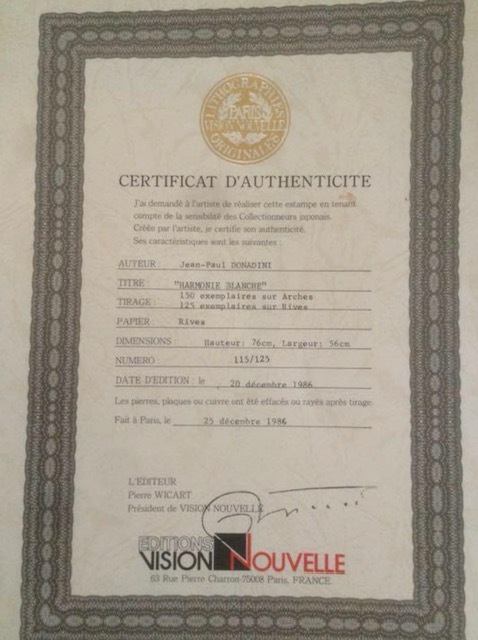 LITHOGRAPHIES
PARIS
VISION NOUVELLE
ORIGINALES
CERTIFICAT D'AUTHENTICITE
J'ai demandé à l'artiste de réaliser cette estampe en tenant
compte de la sensibilité des Collectionneurs japonais.
Créée par l'artiste, je certifie son authenticité.
Ses caractéristiques sont les suivantes :
AUTEUR : Jean-Paul DONADINI
TITRE : "HARMONIE BLANCHE"
150 exemplaires sur Arches
TIRAGE : 125 exemplaires sur Rives
PAPIER Rives
DIMENSIONS : Hauteur: 76cm, Largeur: 56cm
NUMERO : 115/125
DATE D'EDITION : le , 20 décembre 1986
Les pierres, plaques ou cuivre ont été effacés ou rayés après tirage.
Fait à Paris, le 25 décembre 1986
L'EDITEUR
Pierre WICART
Président de VISION NOUVELLE
EDITIONS
VISION NOUVELLE
63 Rue Pierre Charron-75008 Paris, FRANCE